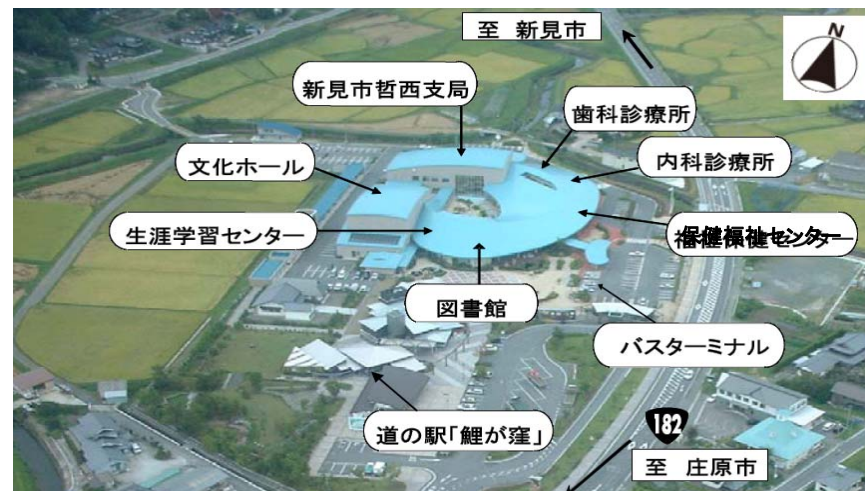 至 新見市
N
新見市哲西支局
歯科診療所
文化ホール
内科診療所
生涯学習センター
保健福祉センター
図書館
バスターミナル
道の駅「鯉が窪」
182
至 庄原市